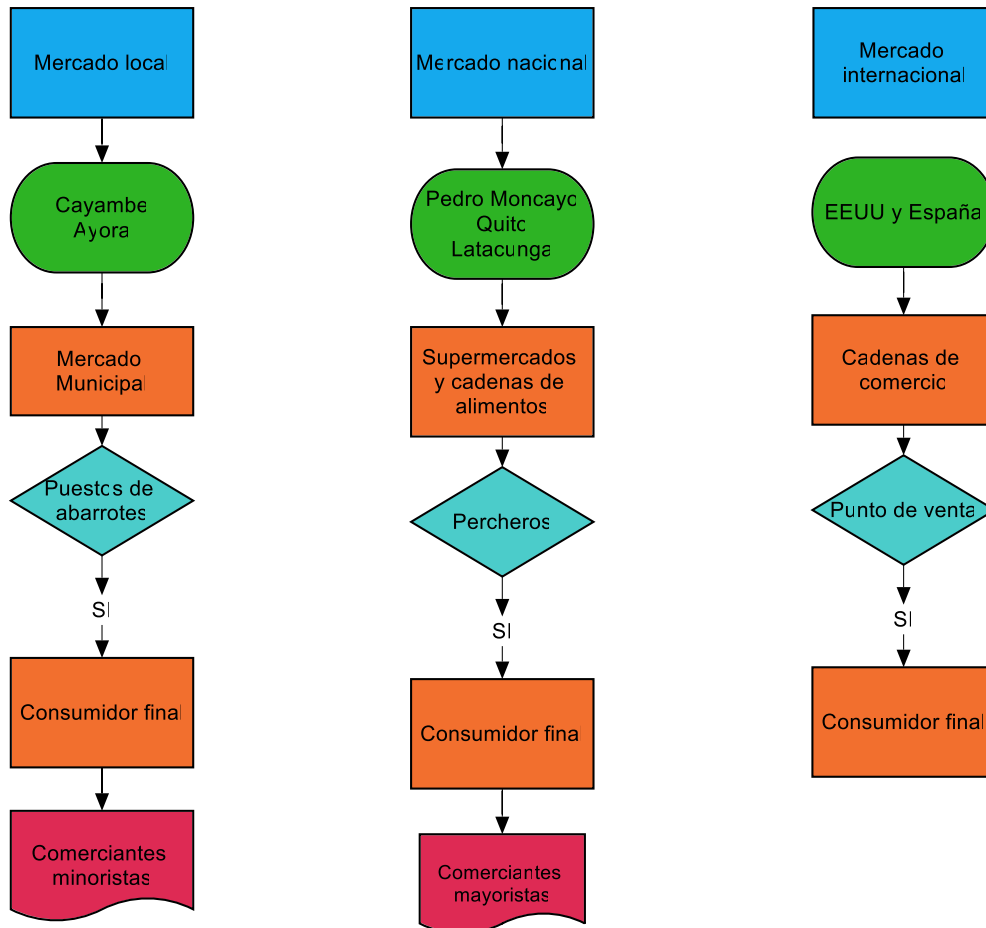 Mercado local
Cayambe
Ayora
Mercado
Municipal
Puestos de
abarrotes
SI
Consumidor final
Comerciantes
minoristas
Mercado nacional
Pedro Moncayo
Quito
Latacunga
Supermercados
y cadenas de
alimentos
Percheros
SI
Consumidor final
Comerciantes
mayoristas
Mercado
internacional
EEUU y España
Cadenas de
comercio
Punto de venta
SI
Consumidor final